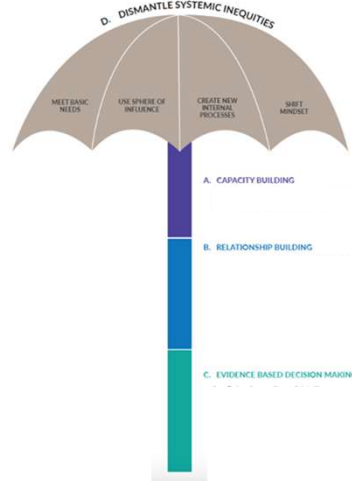 D. DISMANTLE SYSTEMIC INEQUITIES
MEET BASIC
NEEDS
USE SPHERE OF
INFLUENCE
CREATE NEW
INTERNAL
PROCESSES
SHIFT
MINDSET
A. CAPACITY BUILDING
B. RELATIONSHIP BUILDING
C. EVIDENCE BASED DECISION MAKIN